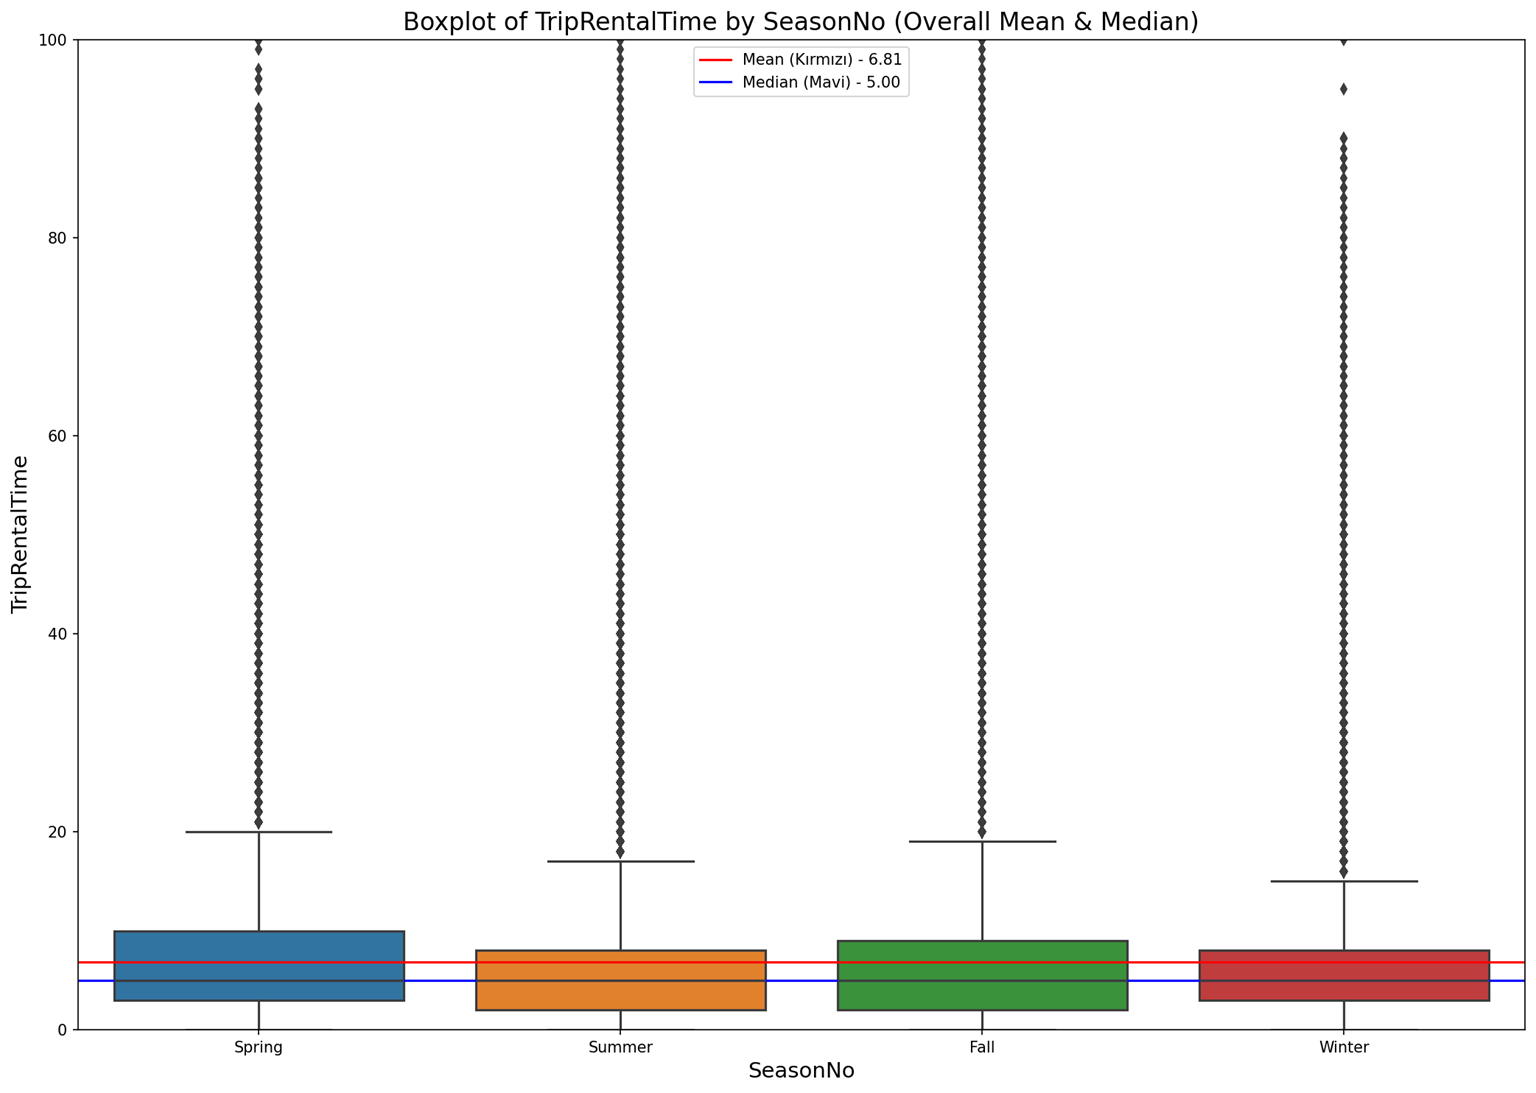 Boxplot of TripRentalTime by SeasonNo (Overall Mean & Median)
Mean (Kırmızı) - 6.81
Median (Mavi) - 5.00
100
80
60
40
20
0
TripRentalTime
Spring Summer Fall Winter
SeasonNo